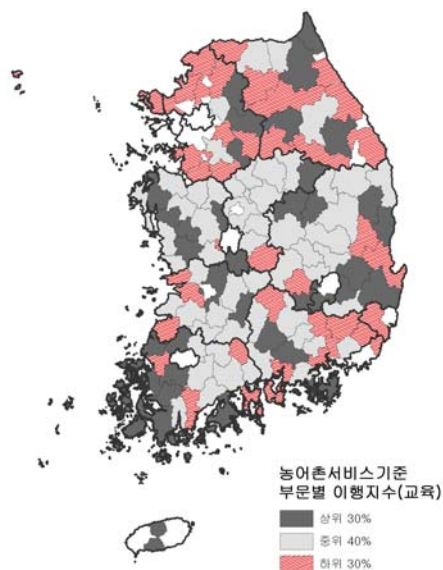 농어촌서비스기준
부문별 이행지수(교육)
상위 30%
중위 40%
하위 30%